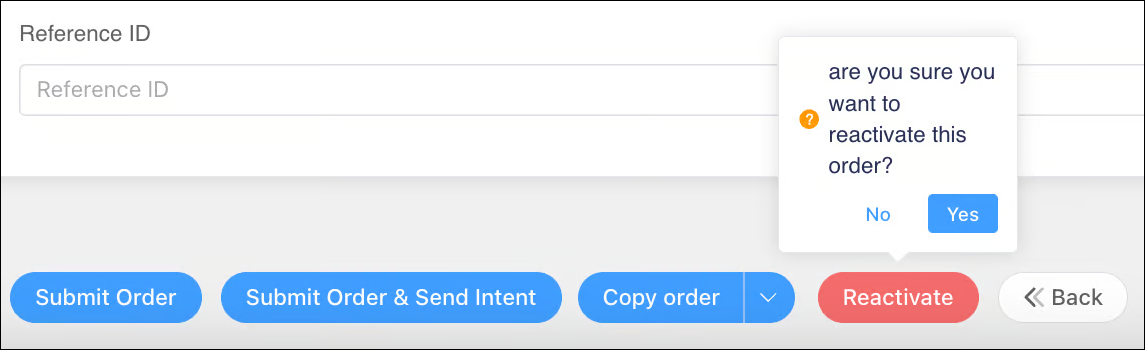 Reference ID
Reference ID
are you sure you
want to
reactivate this
order?
No
Yes
Submit Order
Submit Order & Send Intent
Copy order
Reactivate
Back